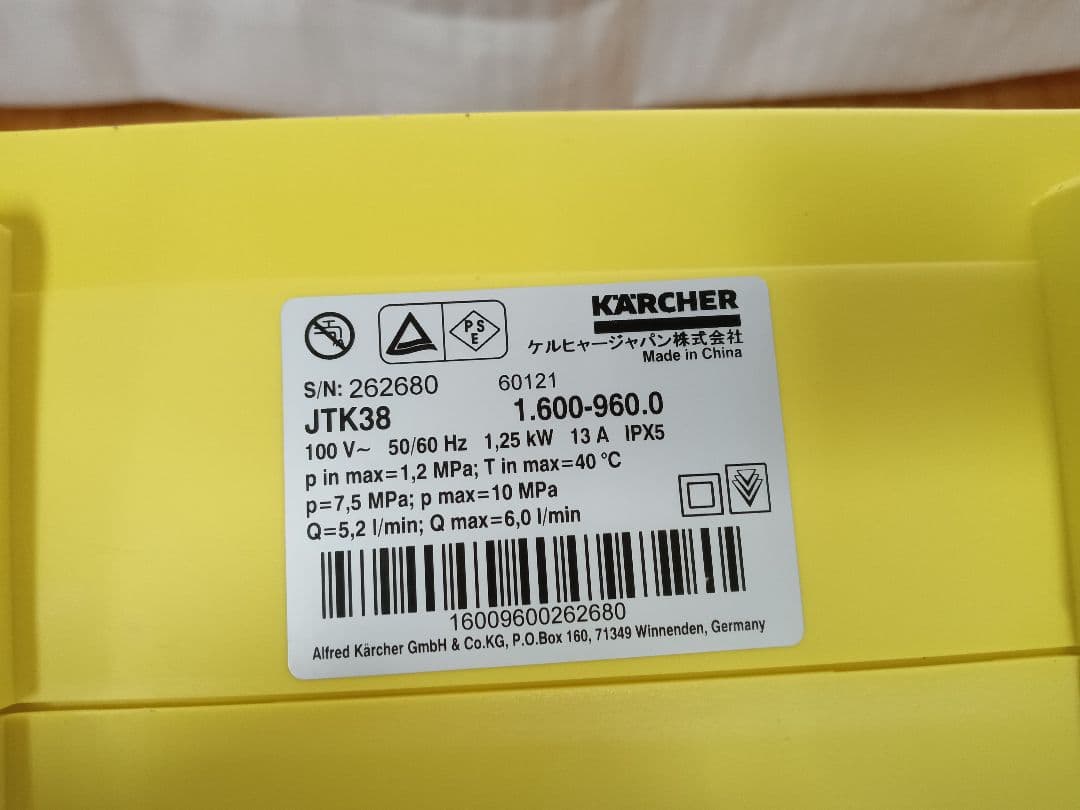 KÄRCHER
PS
E
ケルヒャージャパン株式会社
Made in China
S/N: 262680 60121
JTK38 1.600-960.0
100 V~ 50/60 Hz 1,25 kW 13 A IPX5
p in max=1,2 MPa; T in max=40 °C
p=7,5 MPa; p max=10 MPa
Q=5,2 l/min; Q max=6,0 l/min
16009600262680
Alfred Kärcher GmbH & Co.KG, P.O.Box 160, 71349 Winnenden, Germany